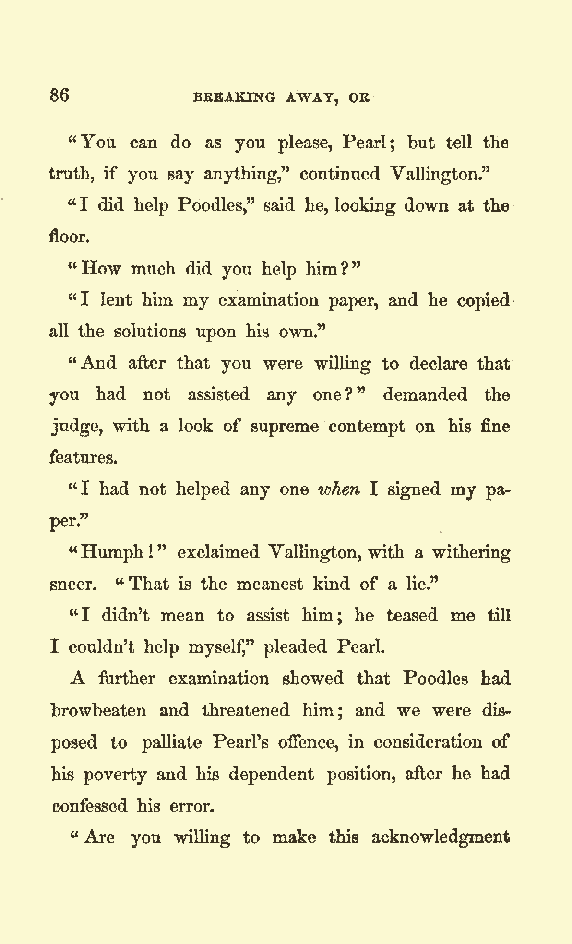 86 BREAKING AWAY, OR
"You can do as you please, Pearl; but tell the
truth, if you say anything," continued Vallington."
"I did help Poodles," said he, looking down at the
floor.
"How much did you help him?"
"I lent him my examination paper, and he copied
all the solutions upon his own."
"And after that you were willing to declare that
you had not assisted any one?" demanded the
judge, with a look of supreme contempt on his fine
features.
"I had not helped any one when I signed my pa-
per."
"Humph!" exclaimed Vallington, with a withering
sneer. "That is the meanest kind of a lie."
"I didn't mean to assist him; he teased me till
I couldn't help myself," pleaded Pearl.
A further examination showed that Poodles had
browbeaten and threatened him; and we were dis-
posed to palliate Pearl's offence, in consideration of
his poverty and his dependent position, after he had
confessed his error.
"Are you willing to make this acknowledgment